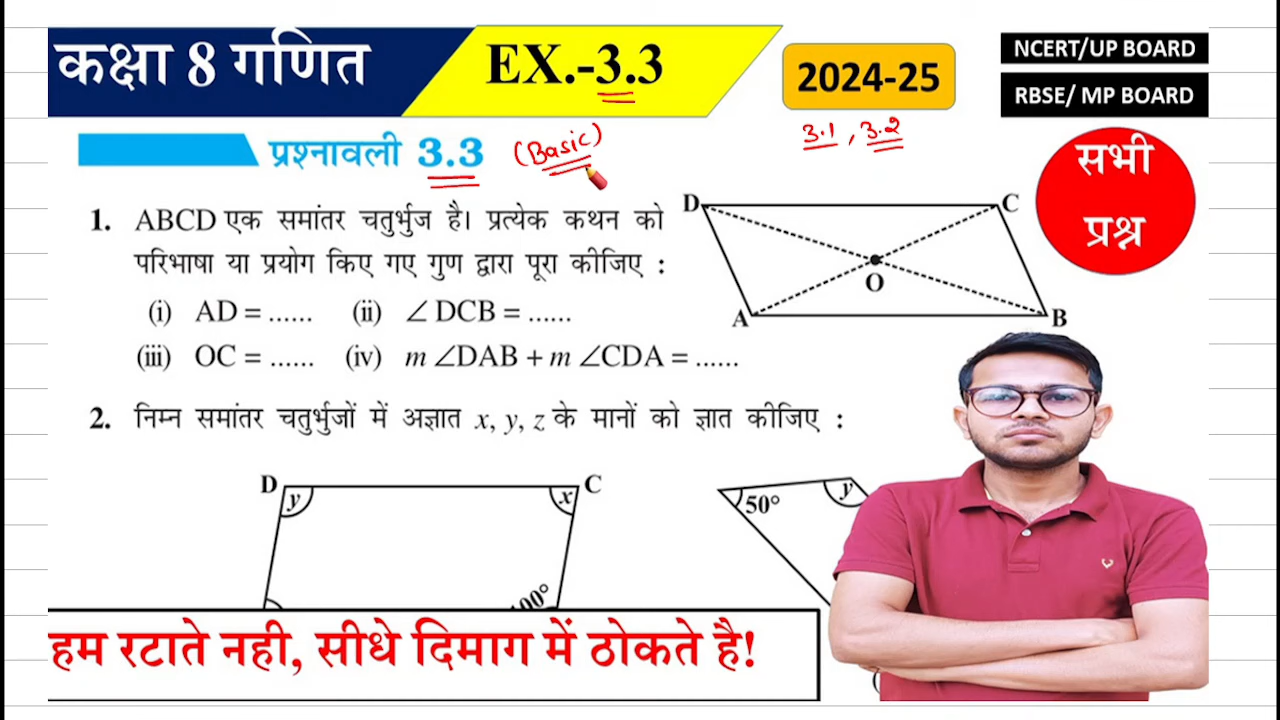 कक्षा 8 गणित
EX.-3.3
2024-25
NCERT/UP BOARD
RBSE/ MP BOARD
3.1 , 3.2
प्रश्नावली 3.3 (Basic)
सभी
प्रश्न
1. ABCD एक समांतर चतुर्भुज है। प्रत्येक कथन को
परिभाषा या प्रयोग किए गए गुण द्वारा पूरा कीजिए :
(i) AD = ...... (ii) ∠ DCB = ......
(iii) OC = ...... (iv) m ∠DAB + m ∠CDA = ......
D C
O
A B
2. निम्न समांतर चतुर्भुजों में अज्ञात x, y, z के मानों को ज्ञात कीजिए :
D y x C
50° y
100°
हम रटाते नही, सीधे दिमाग में ठोकते है!